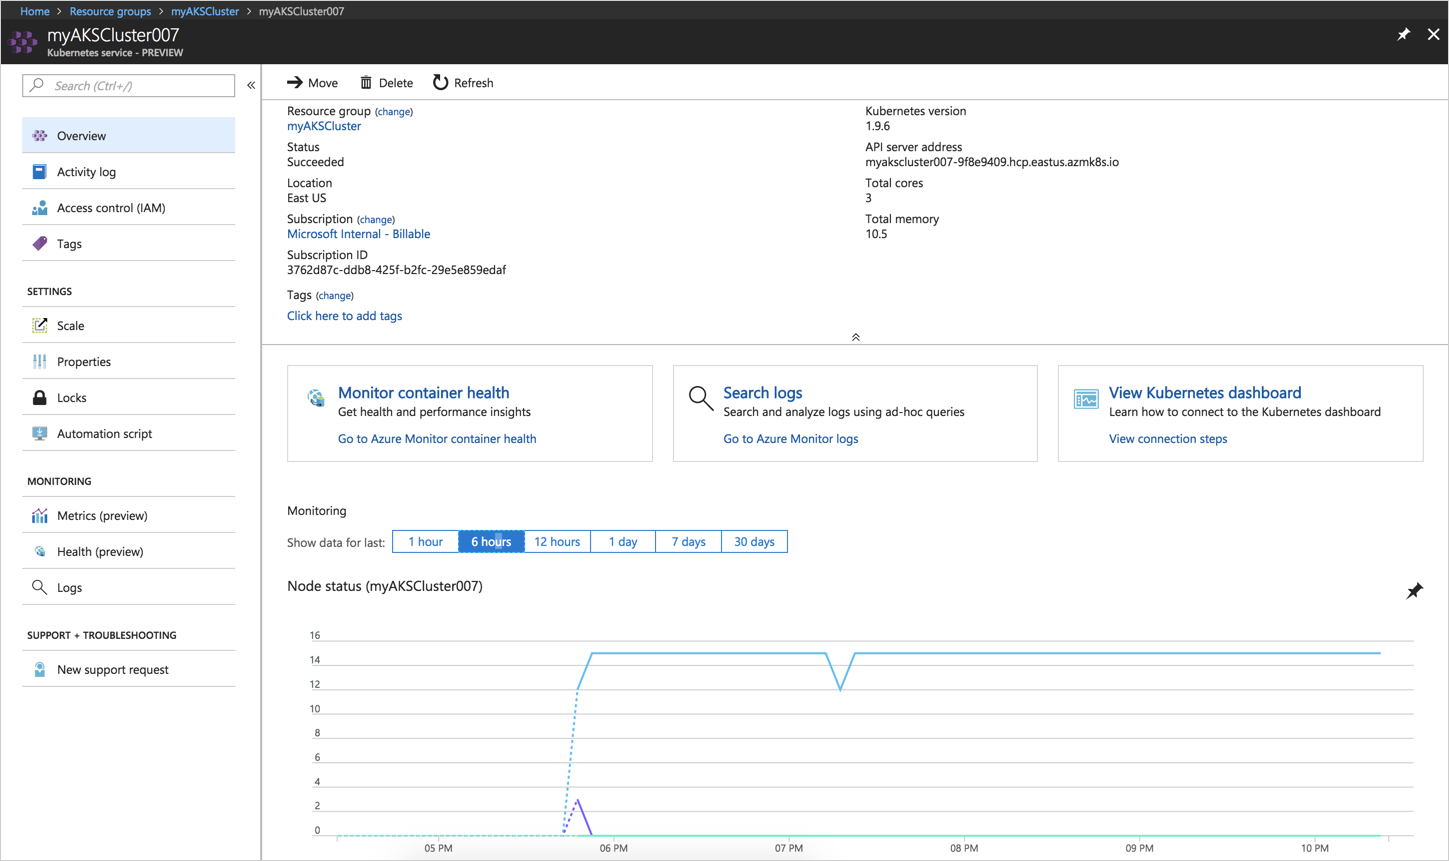 Home > Resource groups > myAKSCluster > myAKSCluster007
myAKSCluster007
Kubernetes service - PREVIEW
Search (Ctrl+/)
«
Overview
Activity log
Access control (IAM)
Tags
SETTINGS
Scale
Properties
Locks
Automation script
MONITORING
Metrics (preview)
Health (preview)
Logs
SUPPORT + TROUBLESHOOTING
New support request
Move Delete Refresh
Resource group (change)
myAKSCluster
Status
Succeeded
Location
East US
Subscription (change)
Microsoft Internal - Billable
Subscription ID
3762d87c-ddb8-425f-b2fc-29e5e859edaf
Tags (change)
Click here to add tags
Kubernetes version
1.9.6
API server address
myakscluster007-9f8e9409.hcp.eastus.azmk8s.io
Total cores
3
Total memory
10.5
Monitor container health
Get health and performance insights
Go to Azure Monitor container health
Search logs
Search and analyze logs using ad-hoc queries
Go to Azure Monitor logs
View Kubernetes dashboard
Learn how to connect to the Kubernetes dashboard
View connection steps
Monitoring
Show data for last: 1 hour 6 hours 12 hours 1 day 7 days 30 days
Node status (myAKSCluster007)
16
14
12
10
8
6
4
2
0
05 PM 06 PM 07 PM 08 PM 09 PM 10 PM